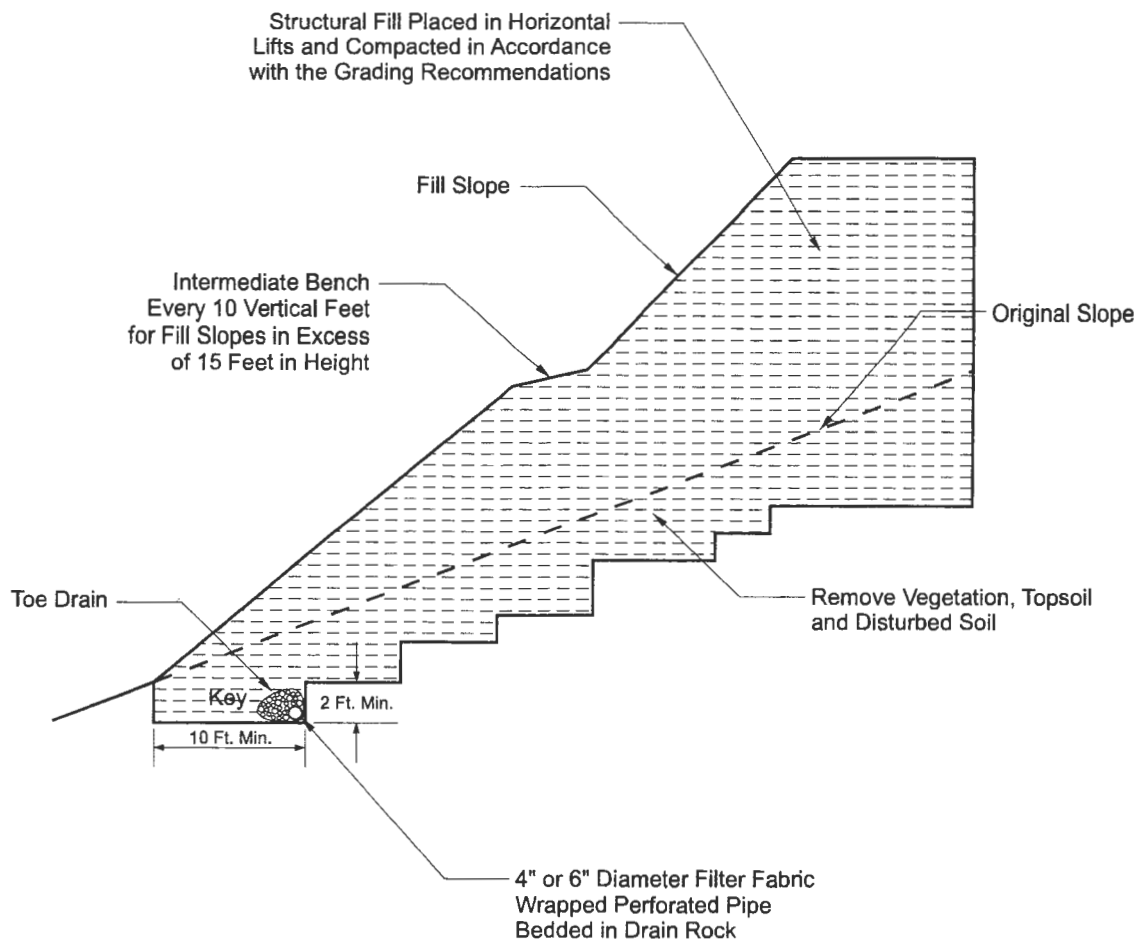 Structural Fill Placed in Horizontal
Lifts and Compacted in Accordance
with the Grading Recommendations
Fill Slope
Intermediate Bench
Every 10 Vertical Feet
for Fill Slopes in Excess
of 15 Feet in Height
Original Slope
Toe Drain
Remove Vegetation, Topsoil
and Disturbed Soil
Key
2 Ft. Min.
10 Ft. Min.
4" or 6" Diameter Filter Fabric
Wrapped Perforated Pipe
Bedded in Drain Rock